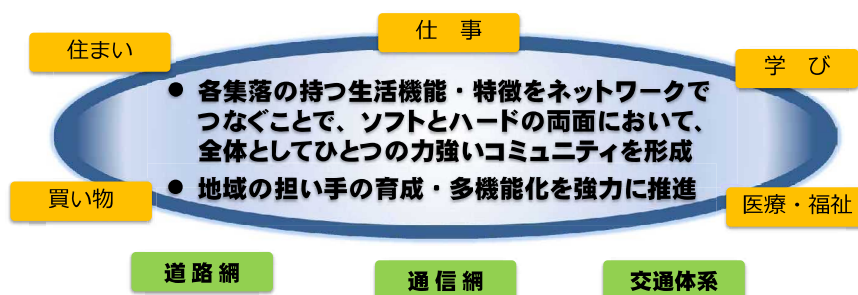 仕　事
住まい
学　び
● 各集落の持つ生活機能・特徴をネットワークで
つなぐことで、ソフトとハードの両面において、
全体としてひとつの力強いコミュニティを形成
● 地域の担い手の育成・多機能化を強力に推進
買い物
医療・福祉
道路網
通信網
交通体系